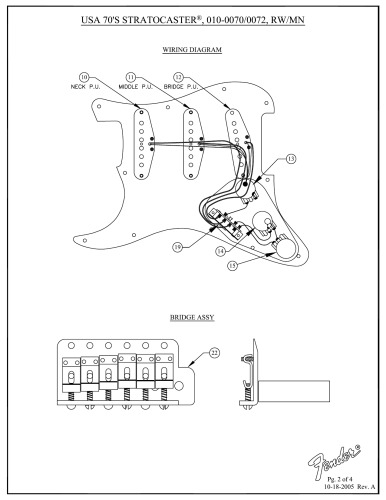 USA 70'S STRATOCASTER®, 010-0070/0072, RW/MN
WIRING DIAGRAM
10
11
12
NECK P.U.
MIDDLE P.U.
BRIDGE P.U.
13
19
14
15
BRIDGE ASSY
22
Fender®
Pg. 2 of 4
10-18-2005 Rev. A